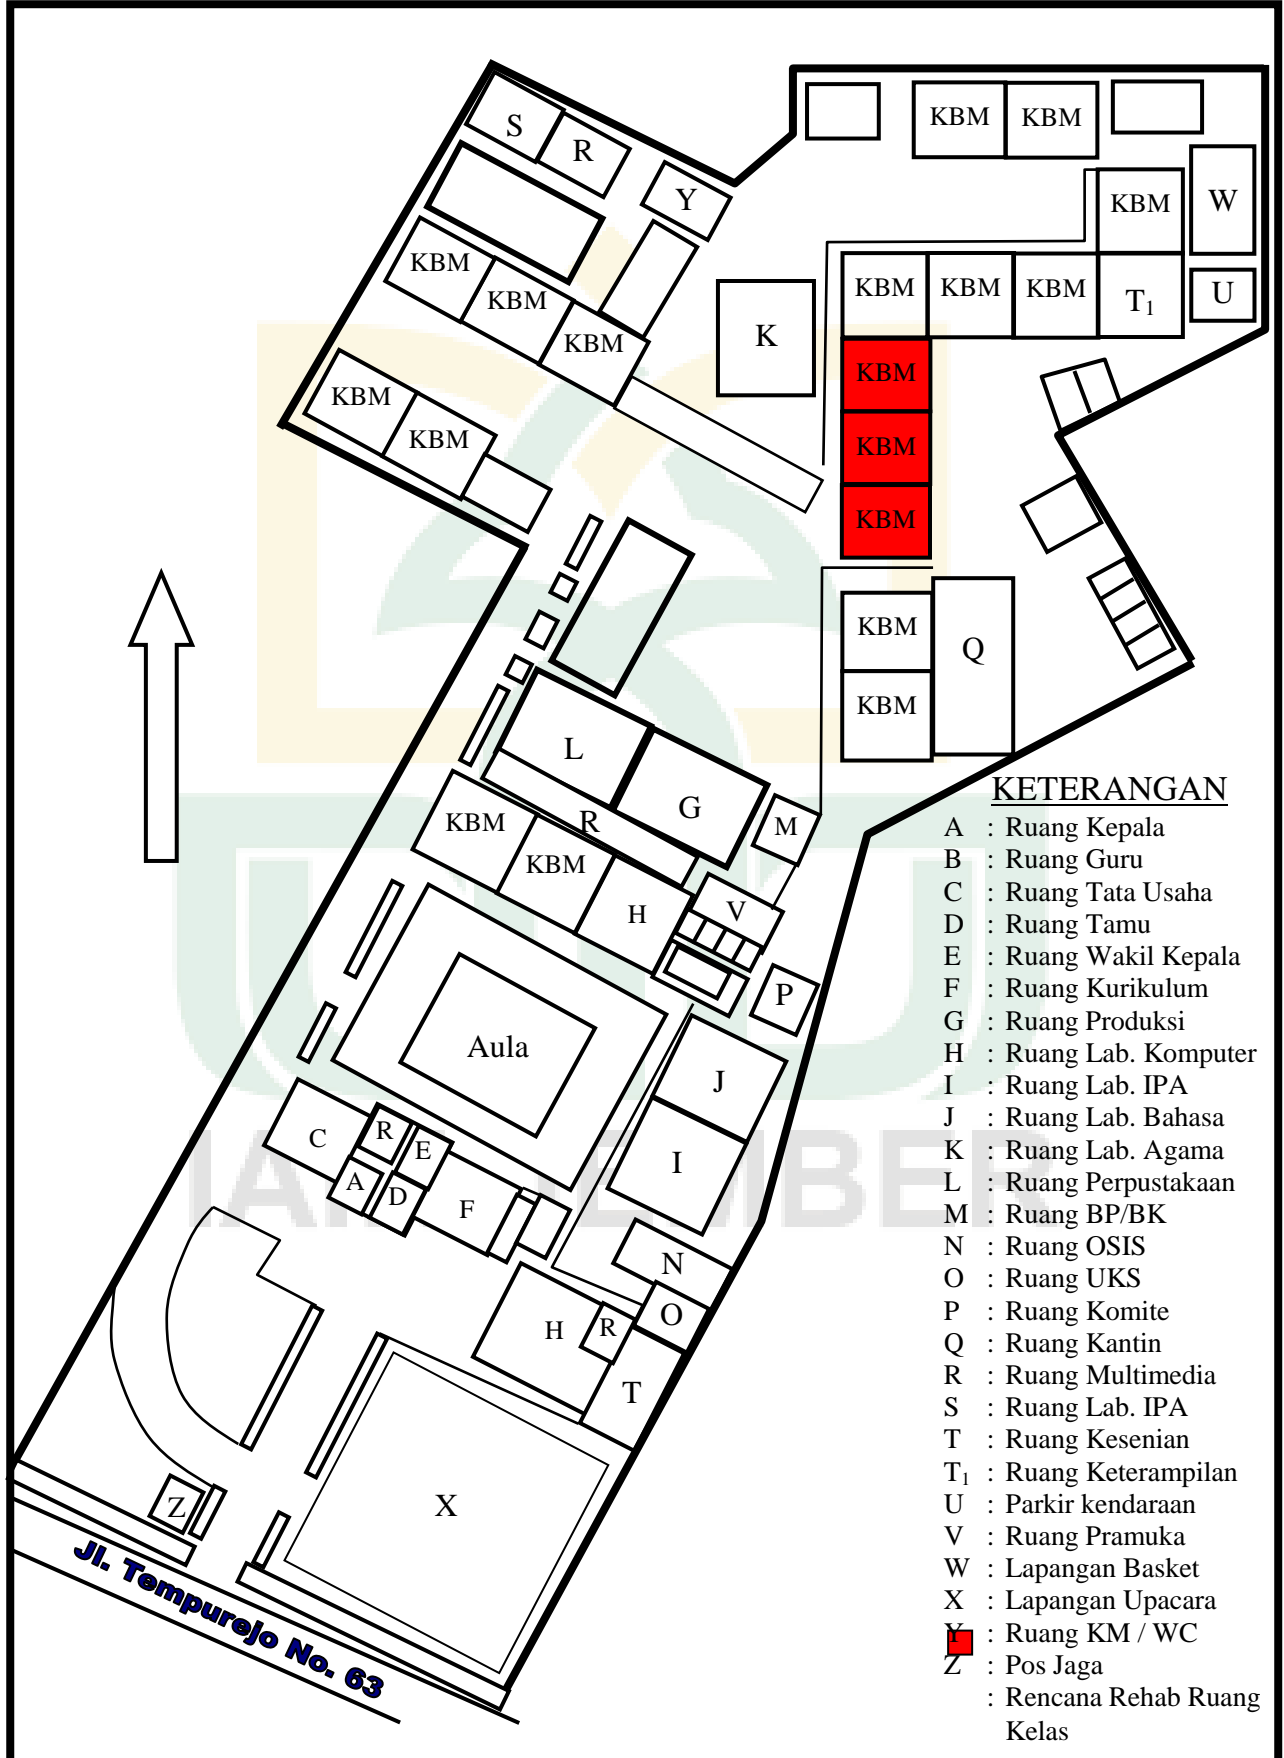 KBM KBM
S R
Y
KBM W
KBM KBM KBM
KBM KBM KBM T1 U
K
KBM
KBM KBM
KBM
KBM
KBM
KBM
Q
L
G
M
KBM R
KBM
H
V
P
Aula
J
C R E
A D
I
F
N
O
H R
T
X
Z
Jl. Tempurejo No. 63
IAIN JEMBER
KETERANGAN
A : Ruang Kepala
B : Ruang Guru
C : Ruang Tata Usaha
D : Ruang Tamu
E : Ruang Wakil Kepala
F : Ruang Kurikulum
G : Ruang Produksi
H : Ruang Lab. Komputer
I : Ruang Lab. IPA
J : Ruang Lab. Bahasa
K : Ruang Lab. Agama
L : Ruang Perpustakaan
M : Ruang BP/BK
N : Ruang OSIS
O : Ruang UKS
P : Ruang Komite
Q : Ruang Kantin
R : Ruang Multimedia
S : Ruang Lab. IPA
T : Ruang Kesenian
T1 : Ruang Keterampilan
U : Parkir kendaraan
V : Ruang Pramuka
W : Lapangan Basket
X : Lapangan Upacara
Y : Ruang KM / WC
Z : Pos Jaga
: Rencana Rehab Ruang
Kelas